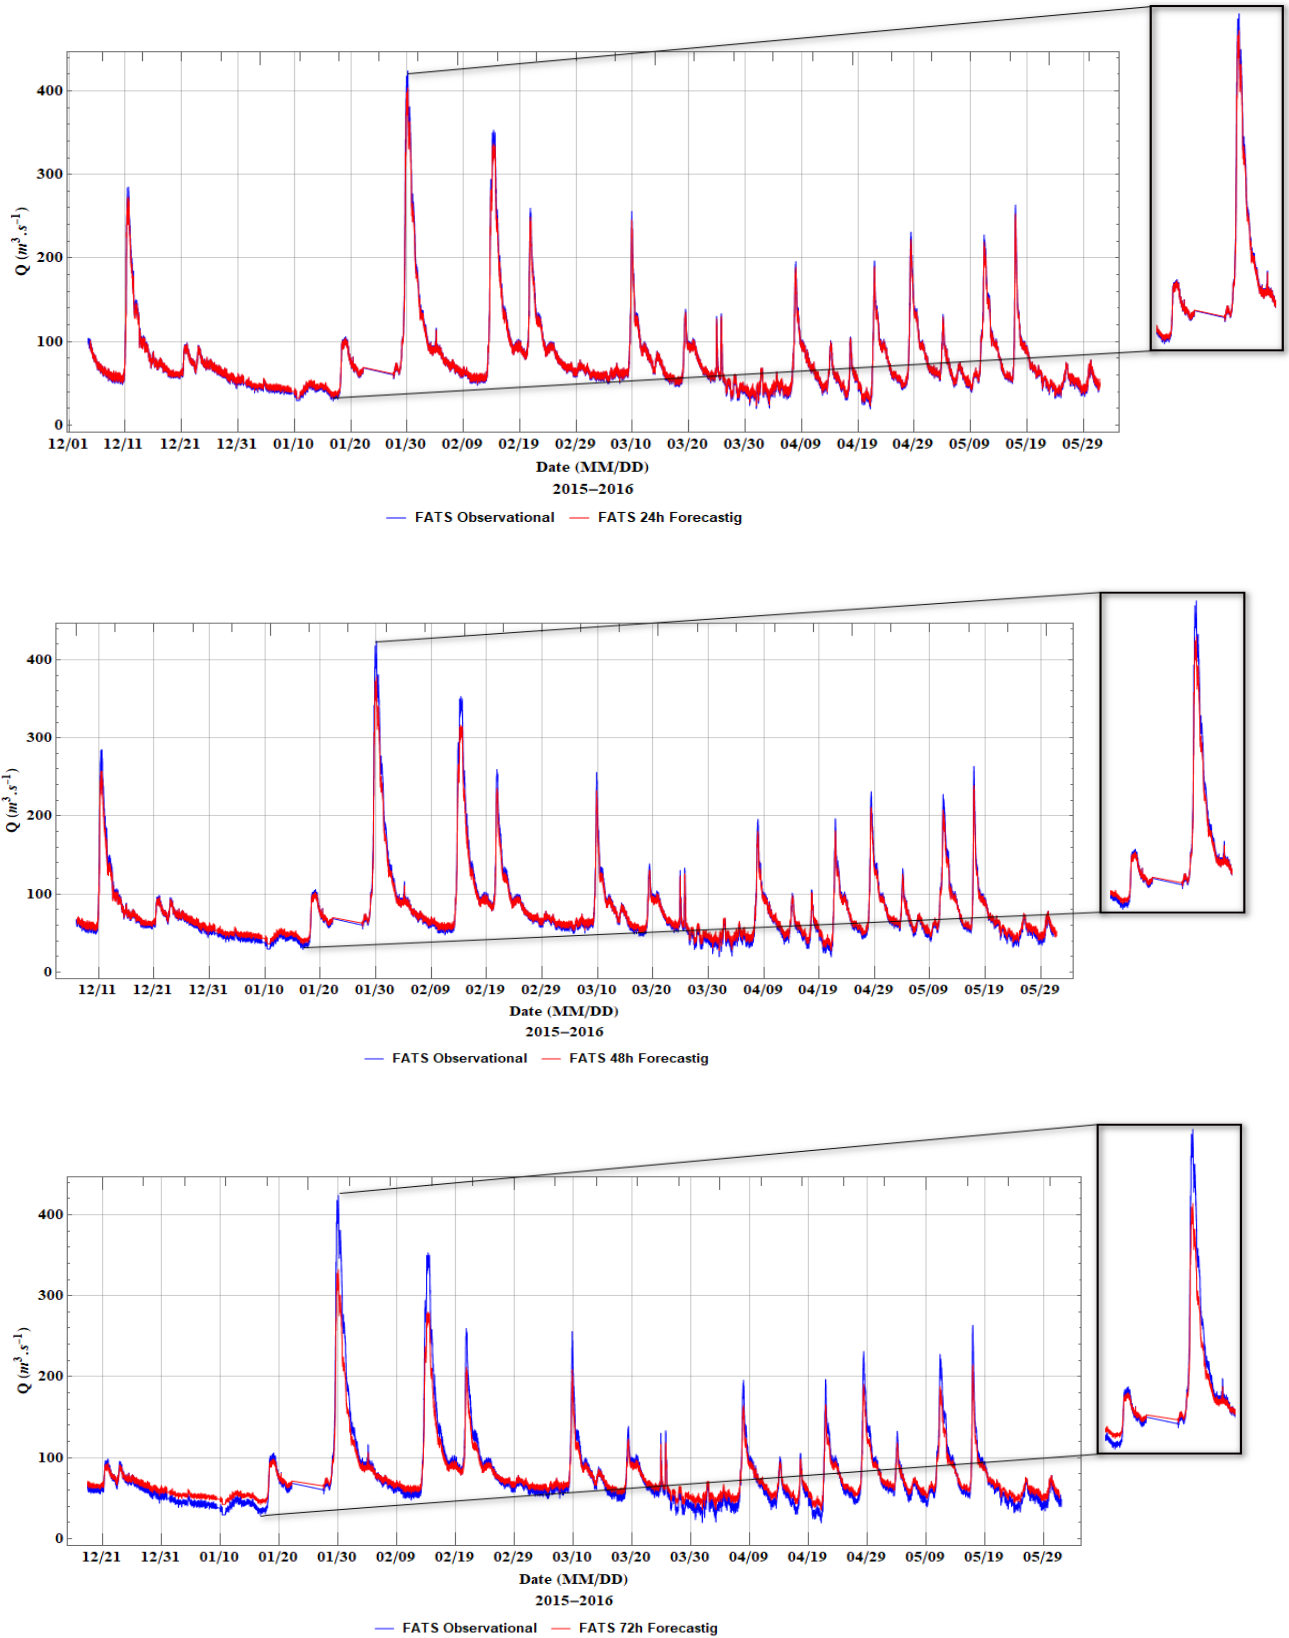 400
300
200
100
0
Q (m³.s⁻¹)
12/01 12/11 12/21 12/31 01/10 01/20 01/30 02/09 02/19 02/29 03/10 03/20 03/30 04/09 04/19 04/29 05/09 05/19 05/29
Date (MM/DD)
2015–2016
FATS Observational FATS 24h Forecastig
400
300
200
100
0
Q (m³.s⁻¹)
12/11 12/21 12/31 01/10 01/20 01/30 02/09 02/19 02/29 03/10 03/20 03/30 04/09 04/19 04/29 05/09 05/19 05/29
Date (MM/DD)
2015–2016
FATS Observational FATS 48h Forecastig
400
300
200
100
0
Q (m³.s⁻¹)
12/21 12/31 01/10 01/20 01/30 02/09 02/19 02/29 03/10 03/20 03/30 04/09 04/19 04/29 05/09 05/19 05/29
Date (MM/DD)
2015–2016
FATS Observational FATS 72h Forecastig